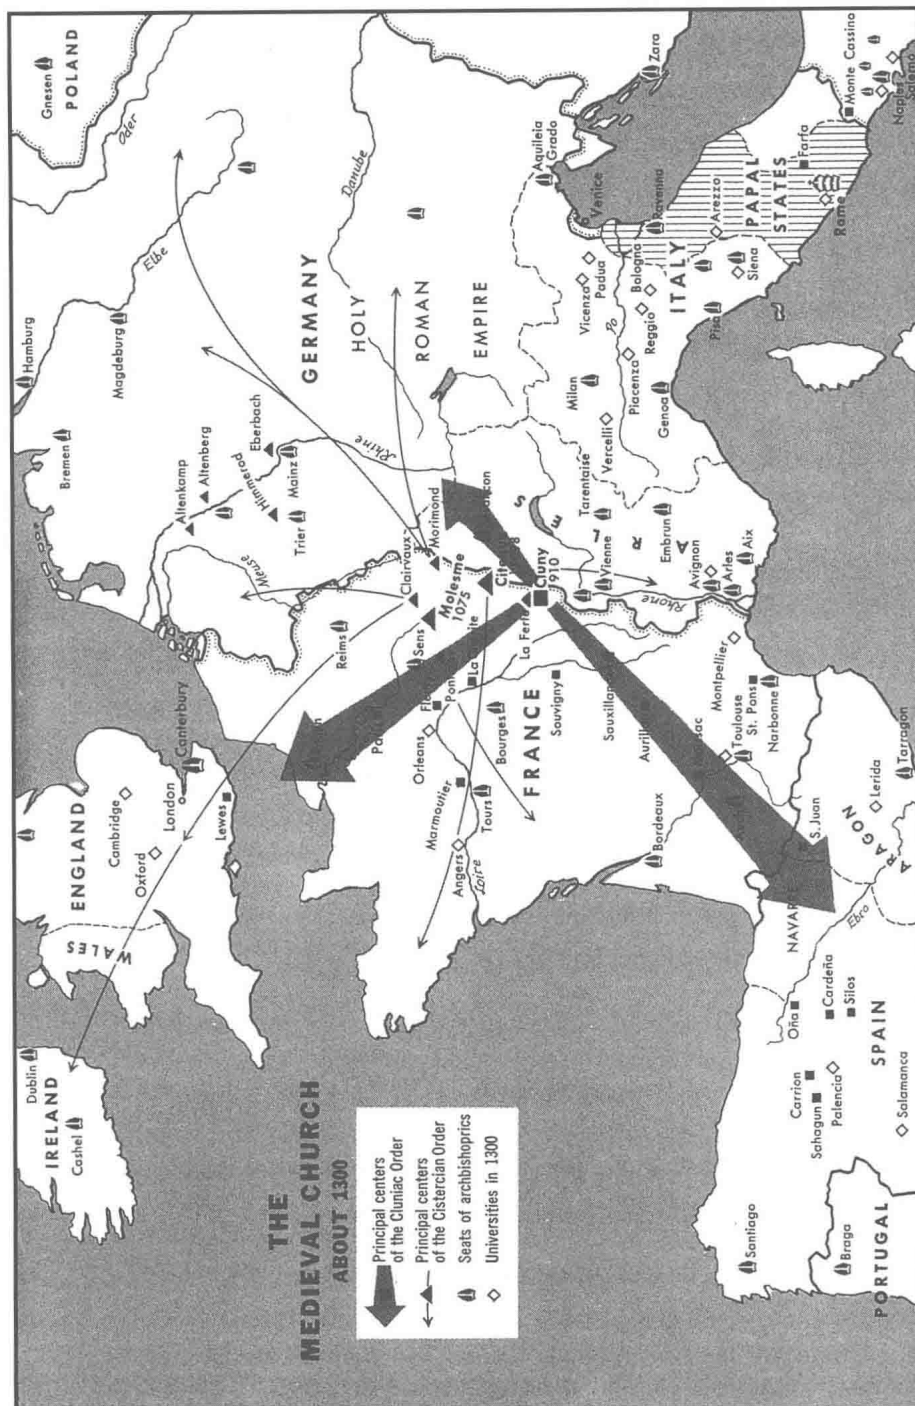 THE
MEDIEVAL CHURCH
ABOUT 1300
Principal centers
of the Cluniac Order
Principal centers
of the Cistercian Order
Seats of archbishoprics
Universities in 1300
IRELAND
Dublin
Cashel
WALES
ENGLAND
Cambridge
Oxford
London
Canterbury
Lewes
Hamburg
Bremen
Magdeburg
Elbe
Oder
Gnesen
POLAND
GERMANY
HOLY
ROMAN
EMPIRE
Danube
Altenkamp
Altenberg
Himmerod
Eberbach
Mainz
Trier
Rhine
Meuse
Reims
Clairvaux
Morimond
Molesme
1075
Sens
Orleans
Marmoutier
Tours
Angers
Loire
Bourges
FRANCE
La Ferte
Cluny
910
Souvigny
Bordeaux
Toulouse
St. Pons
Narbonne
Montpellier
Rhone
Avignon
Arles
Aix
Embrun
Vienne
Tarentaise
Milan
Vercelli
Genoa
Piacenza
Reggio
Bologna
Po
Vicenza
Padua
Venice
Aquileia
Grado
Zara
Ravenna
ITALY
Pisa
Siena
Arezzo
PAPAL
STATES
Farfa
Rome
Monte Cassino
Naples
Salerno
ALPS
S. Juan
ARAGON
Lerida
Tarragon
Ebro
Oña
Cardeña
Silos
SPAIN
Carrion
Sahagun
Palencia
Salamanca
Santiago
Braga
PORTUGAL